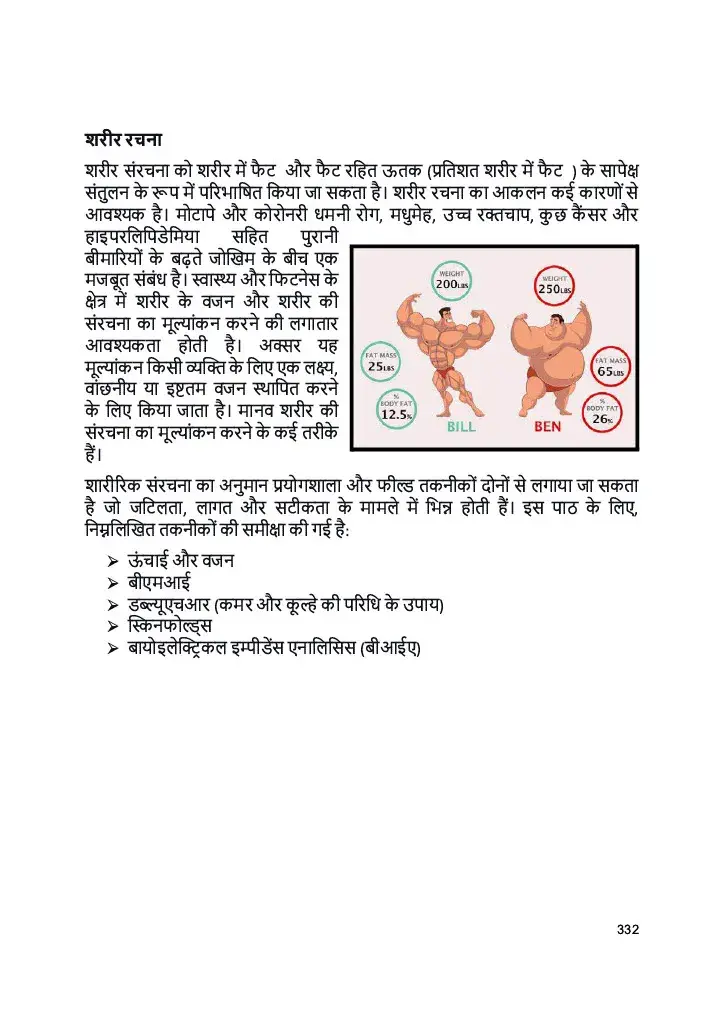 शरीर रचना
शरीर संरचना को शरीर में फैट और फैट रहित ऊतक (प्रतिशत शरीर में फैट ) के सापेक्ष
संतुलन के रूप में परिभाषित किया जा सकता है। शरीर रचना का आकलन कई कारणों से
आवश्यक है। मोटापे और कोरोनरी धमनी रोग, मधुमेह, उच्च रक्तचाप, कुछ कैंसर और
हाइपरलिपिडेमिया सहित पुरानी
बीमारियों के बढ़ते जोखिम के बीच एक
मजबूत संबंध है। स्वास्थ्य और फिटनेस के
क्षेत्र में शरीर के वजन और शरीर की
संरचना का मूल्यांकन करने की लगातार
आवश्यकता होती है। अक्सर यह
मूल्यांकन किसी व्यक्ति के लिए एक लक्ष्य,
वांछनीय या इष्टतम वजन स्थापित करने
के लिए किया जाता है। मानव शरीर की
संरचना का मूल्यांकन करने के कई तरीके
हैं।
WEIGHT
200LBS
FAT MASS
25LBS
%
BODY FAT
12.5%
BILL
WEIGHT
250LBS
FAT MASS
65LBS
%
BODY FAT
26%
BEN
शारीरिक संरचना का अनुमान प्रयोगशाला और फील्ड तकनीकों दोनों से लगाया जा सकता
है जो जटिलता, लागत और सटीकता के मामले में भिन्न होती हैं। इस पाठ के लिए,
निम्नलिखित तकनीकों की समीक्षा की गई है:
➢ ऊंचाई और वजन
➢ बीएमआई
➢ डब्ल्यूएचआर (कमर और कूल्हे की परिधि के उपाय)
➢ स्किनफोल्ड्स
➢ बायोइलेक्ट्रिकल इम्पीडेंस एनालिसिस (बीआईए)
332